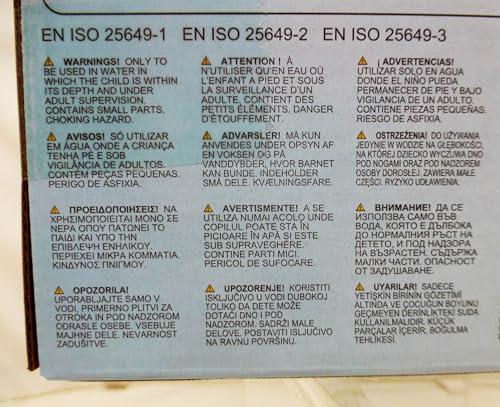 EN ISO 25649-1 EN ISO 25649-2 EN ISO 25649-3
⚠ WARNINGS! ONLY TO
BE USED IN WATER IN
WHICH THE CHILD IS WITHIN
ITS DEPTH AND UNDER
ADULT SUPERVISION.
CONTAINS SMALL PARTS.
CHOKING HAZARD.
⚠ ATTENTION ! À
N'UTILISER QU'EN EAU OÙ
L'ENFANT A PIED ET SOUS
LA SURVEILLANCE D'UN
ADULTE. CONTIENT DES
PETITS ÉLÉMENTS. DANGER
D'ÉTOUFFEMENT.
⚠ ¡ADVERTENCIAS!
UTILIZAR SOLO EN AGUA
DONDE EL NIÑO PUEDA
PERMANECER DE PIE Y BAJO
VIGILANCIA DE UN ADULTO.
CONTIENE PIEZAS PEQUEÑAS.
RIESGO DE ASFIXIA.
⚠ AVISOS! SÓ UTILIZAR
EM ÁGUA ONDE A CRIANÇA
TENHA PÉ E SOB
VIGILÂNCIA DE ADULTOS.
CONTÉM PEÇAS PEQUENAS.
PERIGO DE ASFIXIA.
⚠ ADVARSLER! MÅ KUN
ANVENDES UNDER OPSYN AF
EN VOKSEN OG PÅ
VANDDYBDER, HVOR BARNET
KAN BUNDE. INDEHOLDER
SMÅ DELE. KVÆLNINGSFARE.
⚠ OSTRZEŻENIA! DO UŻYWANIA
JEDYNIE W WODZIE NA GŁĘBOKOŚCI,
NA KTÓREJ DZIECKO WYCZUWA DNO
POD NOGAMI ORAZ POD NADZOREM
OSOBY DOROSŁEJ. ZAWIERA MAŁE
CZĘŚCI. RYZYKO UDŁAWIENIA.
⚠ ΠΡΟΕΙΔΟΠΟΙΗΣΕΙΣ! ΝΑ
ΧΡΗΣΙΜΟΠΟΙΕΙΤΑΙ ΜΟΝΟ ΣΕ
ΝΕΡΑ ΟΠΟΥ ΠΑΤΩΝΕΙ ΤΟ
ΠΑΙΔΙ ΚΑΙ ΥΠΟ ΤΗΝ
ΕΠΙΒΛΕΨΗ ΕΝΗΛΙΚΟΥ.
ΠΕΡΙΕΧΕΙ ΜΙΚΡΑ ΚΟΜΜΑΤΙΑ.
ΚΙΝΔΥΝΟΣ ΠΝΙΓΜΟΥ.
⚠ AVERTISMENTE! A SE
UTILIZA NUMAI ACOLO UNDE
COPILUL POATE STA ÎN
PICIOARE ÎN APĂ ȘI ESTE
SUB SUPRAVEGHERE.
CONTINE PARTI MICI.
PERICOL DE SUFOCARE.
⚠ ВНИМАНИЕ! ДА СЕ
ИЗПОЛЗВА САМО ВЪВ
ВОДА, КОЯТО Е ДЪЛБОКА
ДО НОРМАЛНИЯ РЪСТ НА
ДЕТЕТО, И ПОД НАДЗОРА
НА ВЪЗРАСТЕН. СЪДЪРЖА
МАЛКИ ЧАСТИ. ОПАСНОСТ
ОТ ЗАДУШАВАНЕ.
⚠ OPOZORILA!
UPORABLJAJTE SAMO V
VODI, PRIMERNO PLITVI ZA
OTROKA IN POD NADZOROM
ODRASLE OSEBE. VSEBUJE
MAJHNE DELE. NEVARNOST
ZADUŠITVE.
⚠ UPOZORENJE! KORISTITI
ISKLJUČIVO U VODI DUBOKOJ
TOLIKO DA DETE MOŽE
DOTAĆI DNO I POD
NADZOROM. SADRŽI MALE
DELOVE. POSTAVITI ISKLJUČIVO
NA RAVNU POVRŠINU.
⚠ UYARILAR! SADECE
YETİŞKİN BİRİNİN GÖZETİMİ
ALTINDA VE ÇOCUĞUN BOYUNU
GEÇMEYEN DERİNLİKTEKİ SUDA
KULLANILMALIDIR. KÜÇÜK
PARÇALAR İÇERİR, BOĞULMA
TEHLİKESİ.